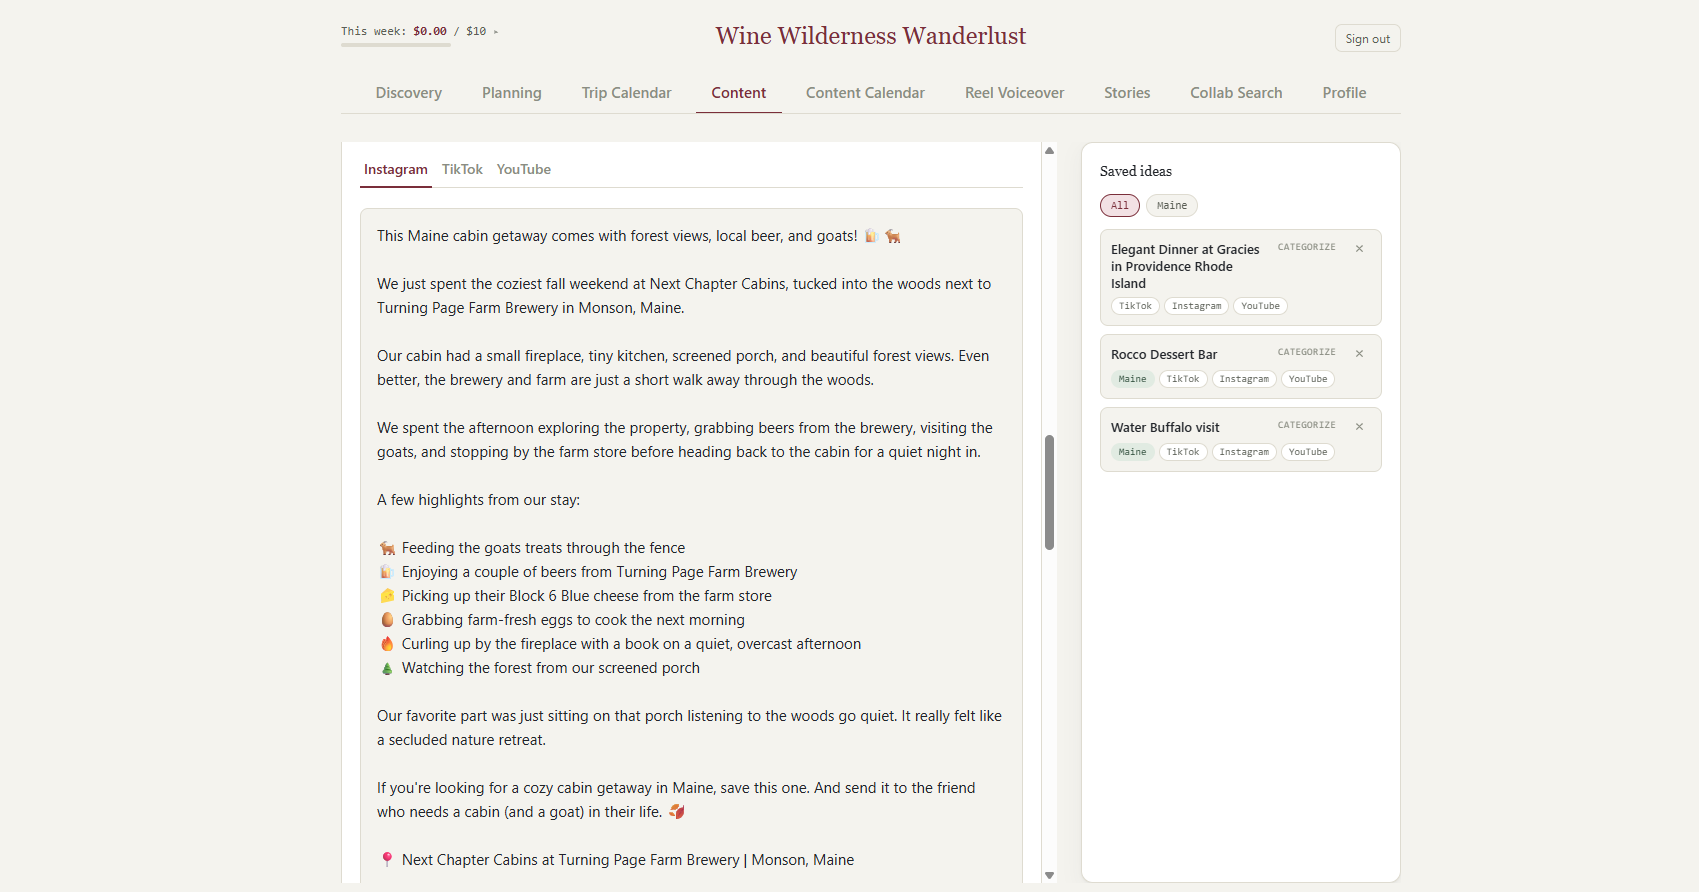 This week: $0.00 / $10 ▸
Wine Wilderness Wanderlust
Sign out
Discovery
Planning
Trip Calendar
Content
Content Calendar
Reel Voiceover
Stories
Collab Search
Profile
Instagram
TikTok
YouTube
This Maine cabin getaway comes with forest views, local beer, and goats! 🍻 🐐
We just spent the coziest fall weekend at Next Chapter Cabins, tucked into the woods next to
Turning Page Farm Brewery in Monson, Maine.
Our cabin had a small fireplace, tiny kitchen, screened porch, and beautiful forest views. Even
better, the brewery and farm are just a short walk away through the woods.
We spent the afternoon exploring the property, grabbing beers from the brewery, visiting the
goats, and stopping by the farm store before heading back to the cabin for a quiet night in.
A few highlights from our stay:
🐐 Feeding the goats treats through the fence
🍻 Enjoying a couple of beers from Turning Page Farm Brewery
🧀 Picking up their Block 6 Blue cheese from the farm store
🥚 Grabbing farm-fresh eggs to cook the next morning
🔥 Curling up by the fireplace with a book on a quiet, overcast afternoon
🌲 Watching the forest from our screened porch
Our favorite part was just sitting on that porch listening to the woods go quiet. It really felt like
a secluded nature retreat.
If you're looking for a cozy cabin getaway in Maine, save this one. And send it to the friend
who needs a cabin (and a goat) in their life. 🍂
📍 Next Chapter Cabins at Turning Page Farm Brewery | Monson, Maine
Saved ideas
All
Maine
Elegant Dinner at Gracies
in Providence Rhode
Island
CATEGORIZE ×
TikTok
Instagram
YouTube
Rocco Dessert Bar
CATEGORIZE ×
Maine
TikTok
Instagram
YouTube
Water Buffalo visit
CATEGORIZE ×
Maine
TikTok
Instagram
YouTube